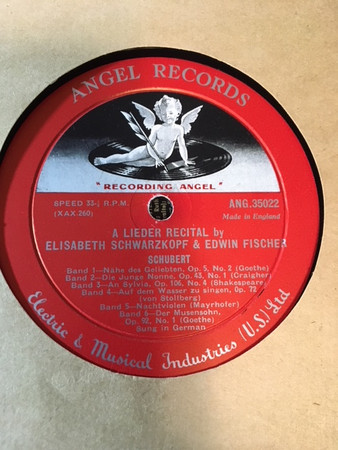 ANGEL RECORDS
"RECORDING ANGEL"
SPEED 33⅓ R.P.M.
ANG.35022
(XAX-260)
Made in England
A LIEDER RECITAL by
ELISABETH SCHWARZKOPF & EDWIN FISCHER
SCHUBERT
Band 1—Nähe des Geliebten, Op. 5, No. 2 (Goethe)
Band 2—Die Junge Nonne, Op. 43, No. 1 (Craigher)
Band 3—An Sylvia, Op. 106, No. 4 (Shakespeare)
Band 4—Auf dem Wasser zu singen, Op. 72
(von Stolberg)
Band 5—Nachtviolen (Mayrhofer)
Band 6—Der Musensohn,
Op. 92, No. 1 (Goethe)
Sung in German
Electric & Musical Industries (U.S.) Ltd